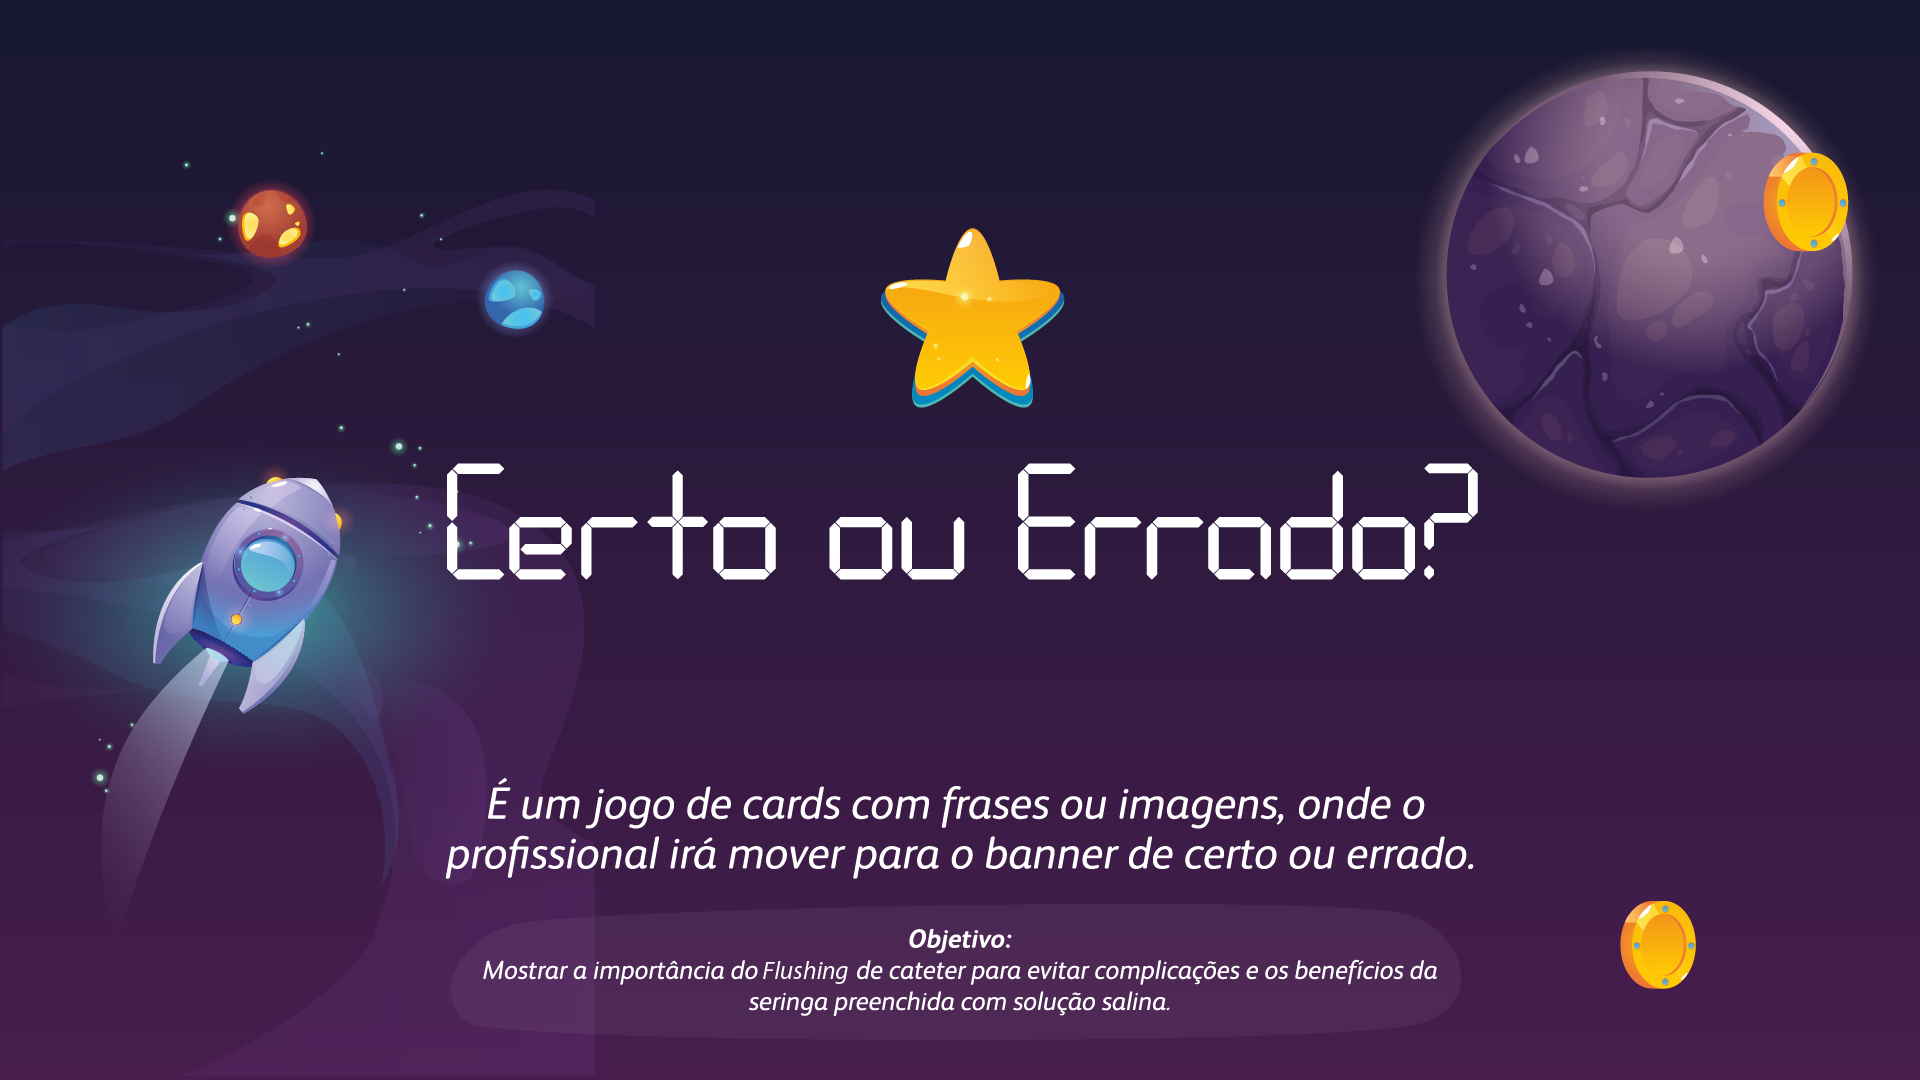 Certo ou Errado?
É um jogo de cards com frases ou imagens, onde o
profissional irá mover para o banner de certo ou errado.
Objetivo:
Mostrar a importância do Flushing de cateter para evitar complicações e os benefícios da
seringa preenchida com solução salina.